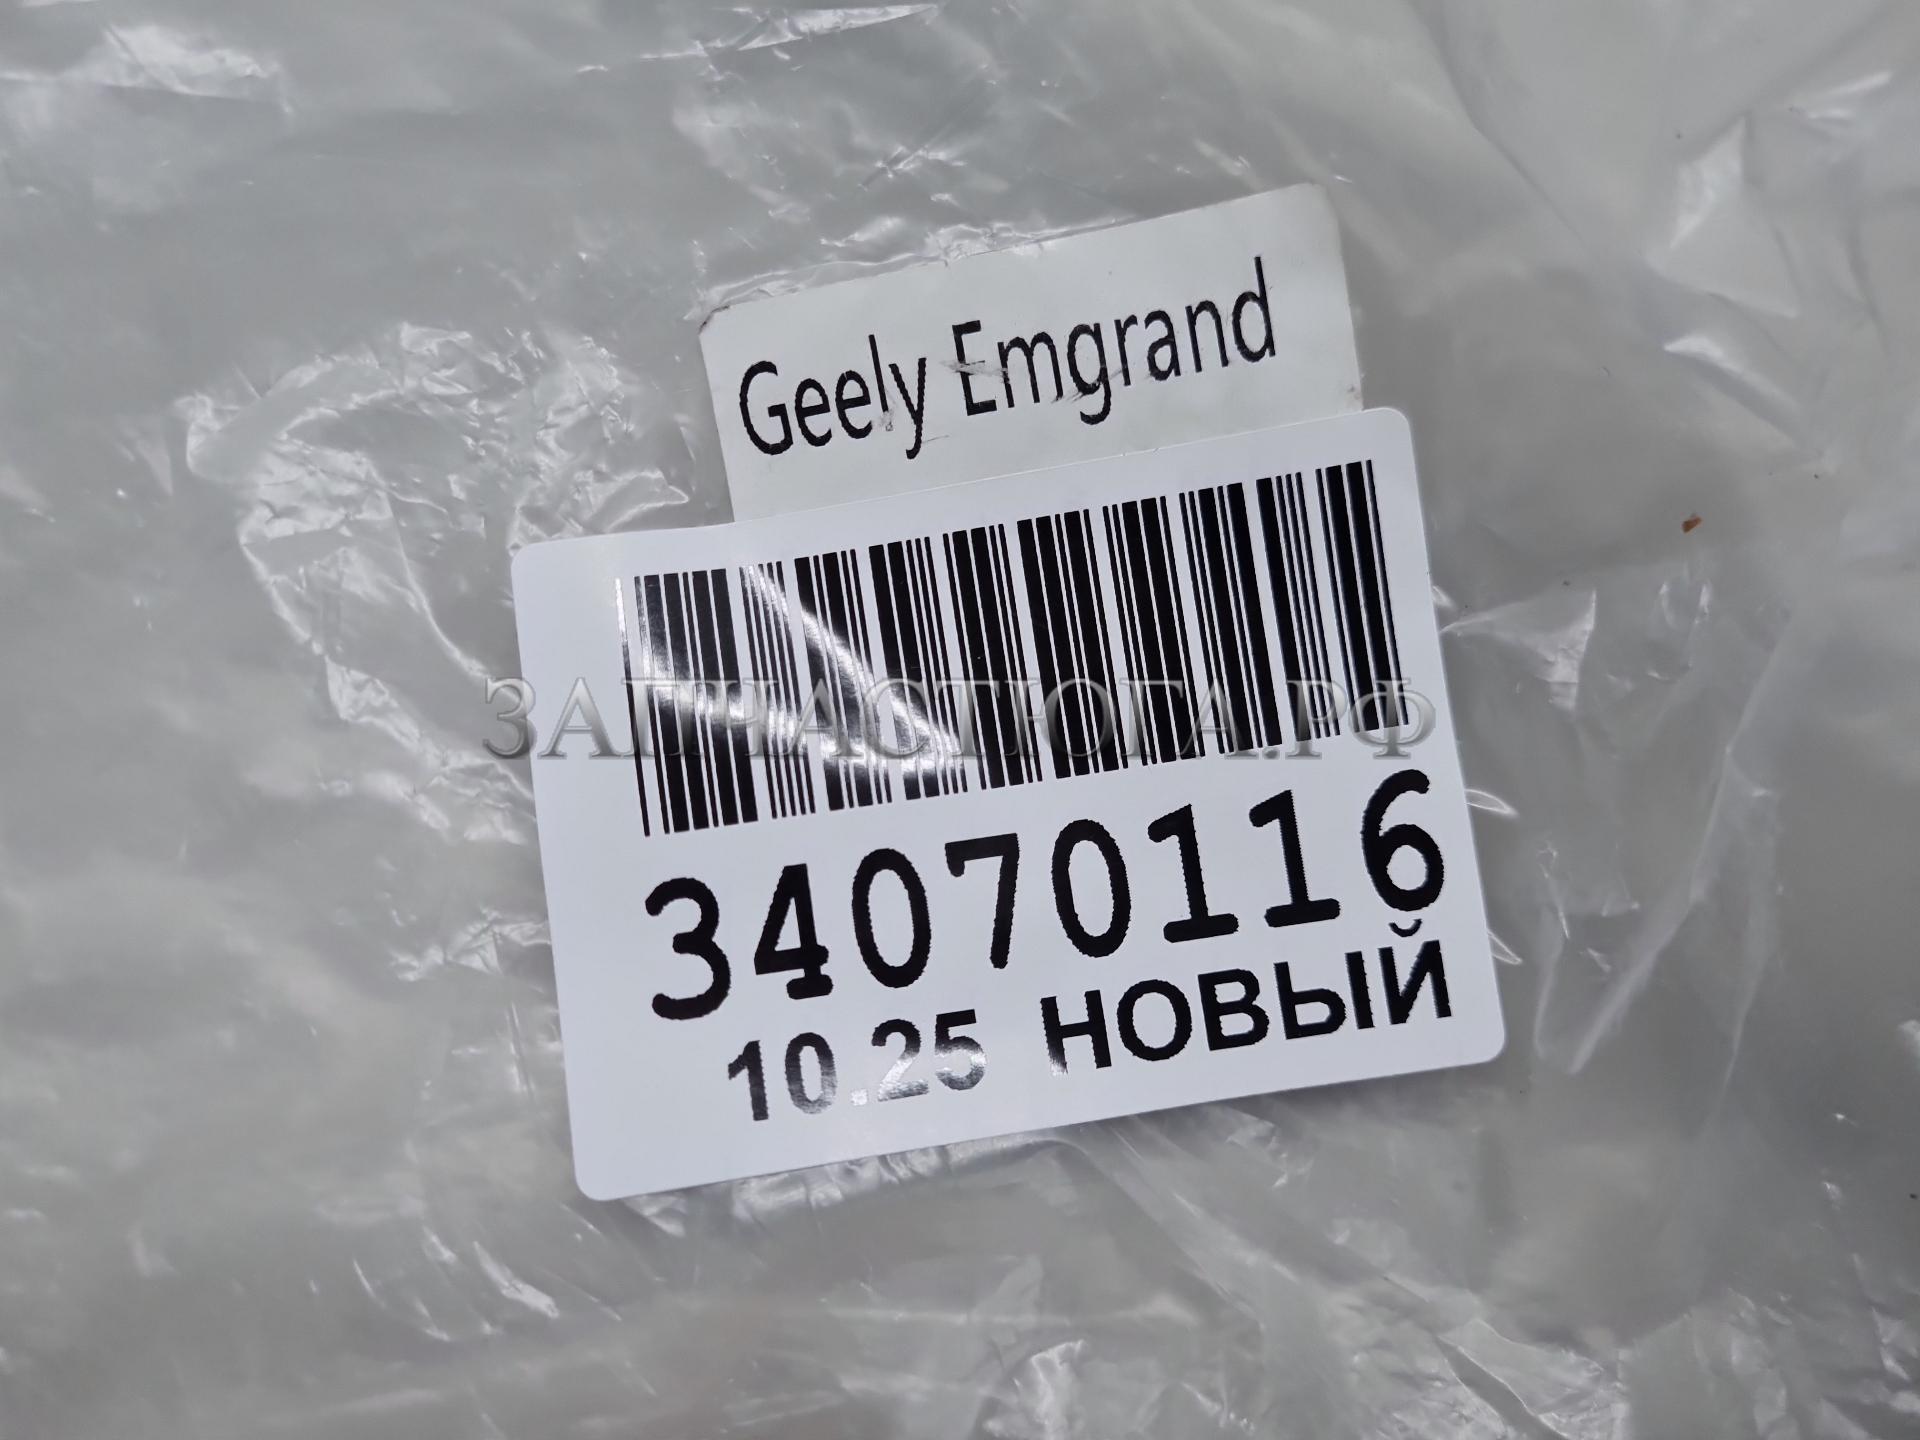 Geely Emgrand
ЗАПЧАСТЮГА.РФ
34070116
10.25 НОВЫЙ